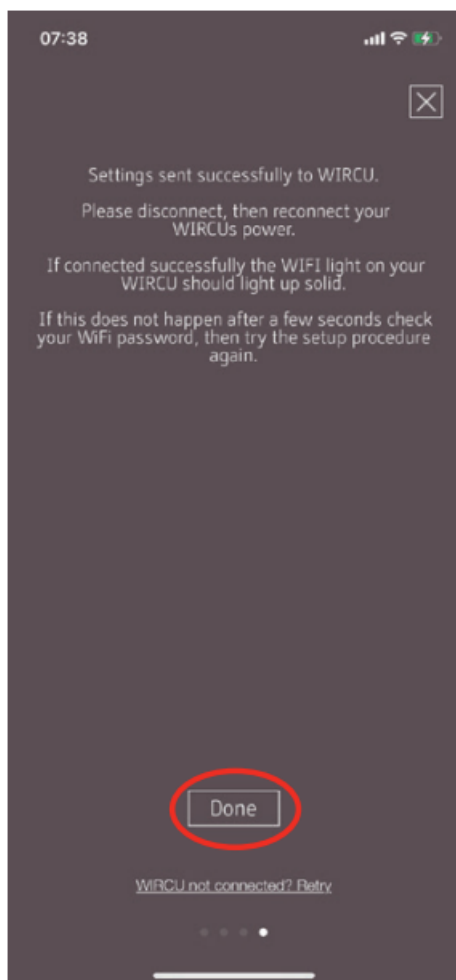 07:38
Settings sent successfully to WIRCU.
Please disconnect, then reconnect your
WIRCUs power.
If connected successfully the WIFI light on your
WIRCU should light up solid.
If this does not happen after a few seconds check
your WiFi password, then try the setup procedure
again.
Done
WIRCU not connected? Retry